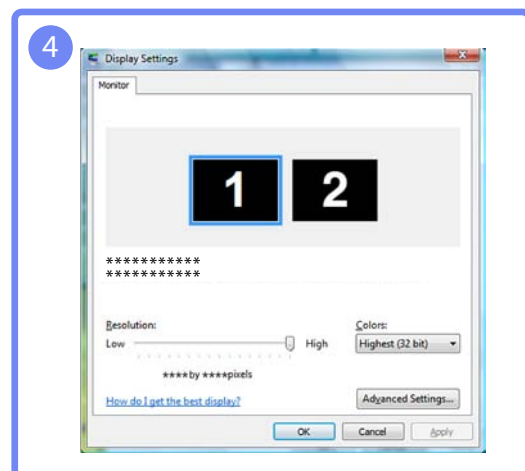 4
Display Settings
Monitor
1 2
***********
***********
Resolution:
Colors:
Low High
Highest (32 bit)
**** by **** pixels
How do I get the best display?
Advanced Settings...
OK Cancel Apply